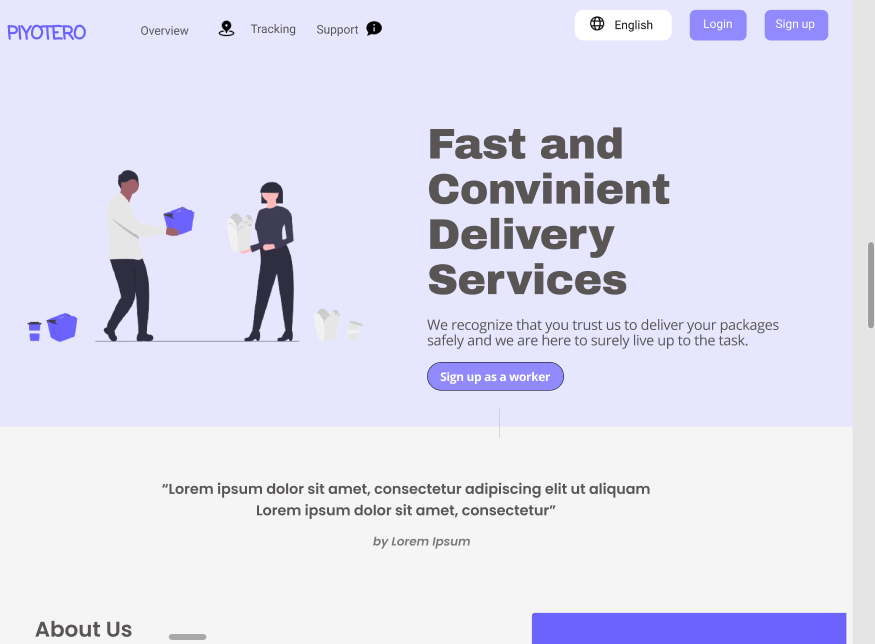 PIYOTERO
Overview
Tracking
Support
English
Login
Sign up
Fast and
Convinient
Delivery
Services
We recognize that you trust us to deliver your packages
safely and we are here to surely live up to the task.
Sign up as a worker
“Lorem ipsum dolor sit amet, consectetur adipiscing elit ut aliquam
Lorem ipsum dolor sit amet, consectetur”
by Lorem Ipsum
About Us